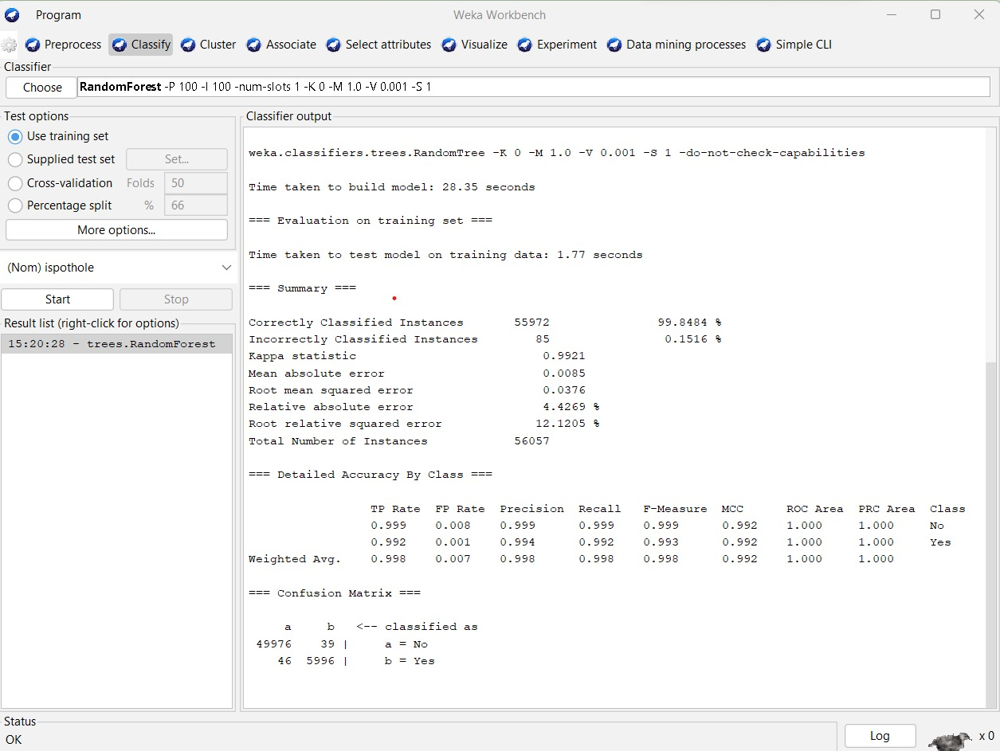 Program
Weka Workbench
Preprocess Classify Cluster Associate Select attributes Visualize Experiment Data mining processes Simple CLI
Classifier
Choose RandomForest -P 100 -I 100 -num-slots 1 -K 0 -M 1.0 -V 0.001 -S 1
Test options
Use training set
Supplied test set Set...
Cross-validation Folds 50
Percentage split % 66
More options...
(Nom) ispothole
Start Stop
Result list (right-click for options)
15:20:28 - trees.RandomForest
Classifier output
weka.classifiers.trees.RandomTree -K 0 -M 1.0 -V 0.001 -S 1 -do-not-check-capabilities
Time taken to build model: 28.35 seconds
=== Evaluation on training set ===
Time taken to test model on training data: 1.77 seconds
=== Summary ===
Correctly Classified Instances 55972 99.8484 %
Incorrectly Classified Instances 85 0.1516 %
Kappa statistic 0.9921
Mean absolute error 0.0085
Root mean squared error 0.0376
Relative absolute error 4.4269 %
Root relative squared error 12.1205 %
Total Number of Instances 56057
=== Detailed Accuracy By Class ===
TP Rate FP Rate Precision Recall F-Measure MCC ROC Area PRC Area Class
0.999 0.008 0.999 0.999 0.999 0.992 1.000 1.000 No
0.992 0.001 0.994 0.992 0.993 0.992 1.000 1.000 Yes
Weighted Avg. 0.998 0.007 0.998 0.998 0.998 0.992 1.000 1.000
=== Confusion Matrix ===
a b <-- classified as
49976 39 | a = No
46 5996 | b = Yes
Status
OK
Log
x 0